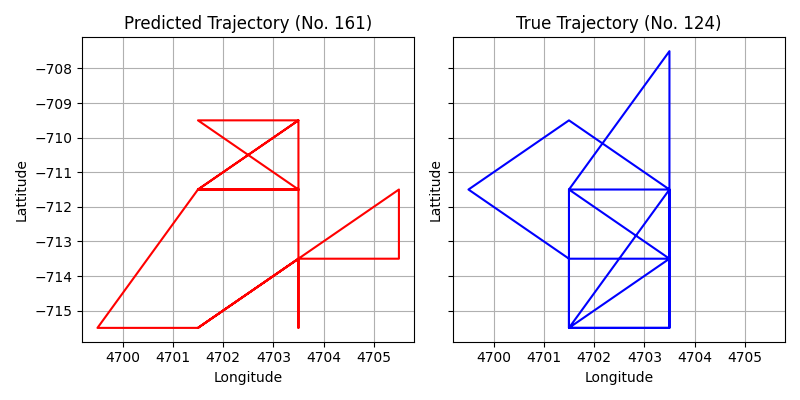 Predicted Trajectory (No. 161)
True Trajectory (No. 124)
−708
−709
−710
−711
−712
−713
−714
−715
Lattitude
Lattitude
4700 4701 4702 4703 4704 4705
4700 4701 4702 4703 4704 4705
Longitude
Longitude